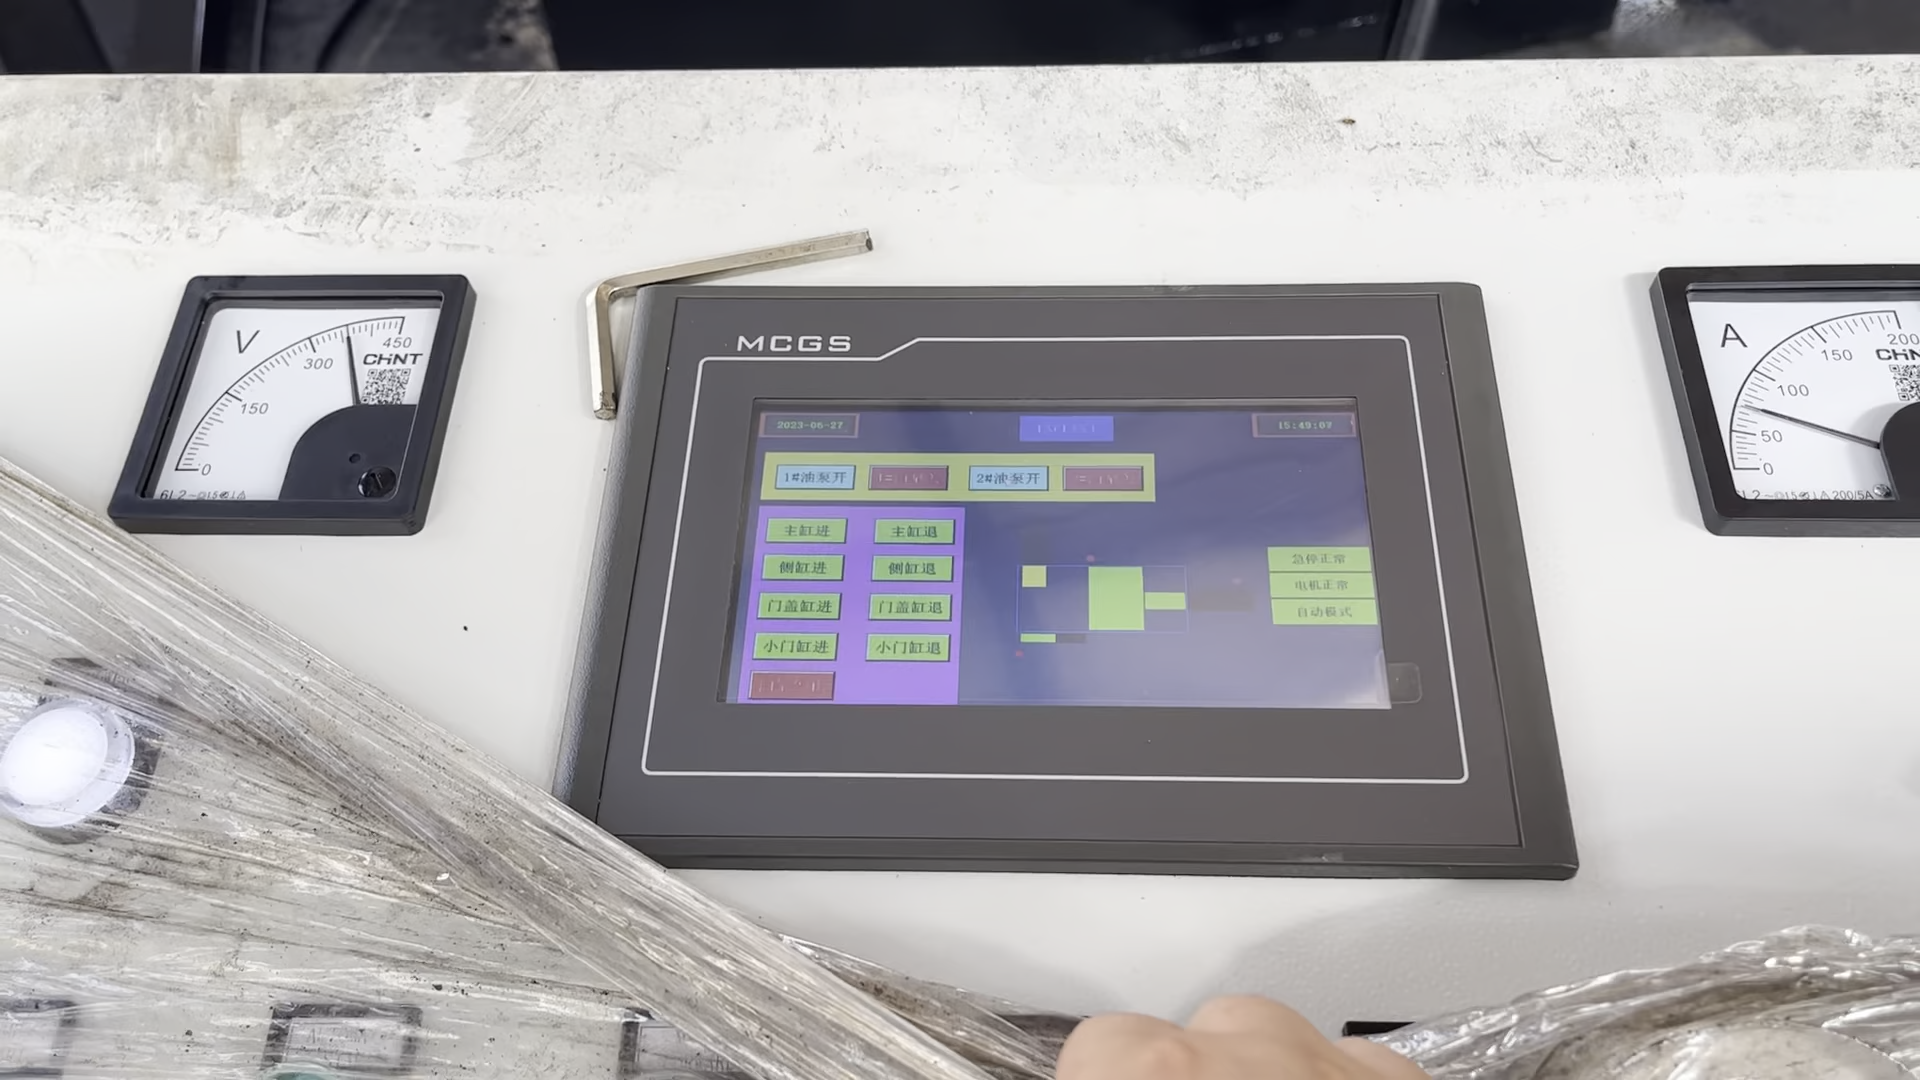 V
450
CHNT
300
150
0
MCGS
2023-06-27
15:49:07
1#油泵开
2#油泵开
主缸进
主缸退
侧缸进
侧缸退
门盖缸进
门盖缸退
小门缸进
小门缸退
急停正常
电机正常
自动模式
A
200
150
100
50
0
200/5A